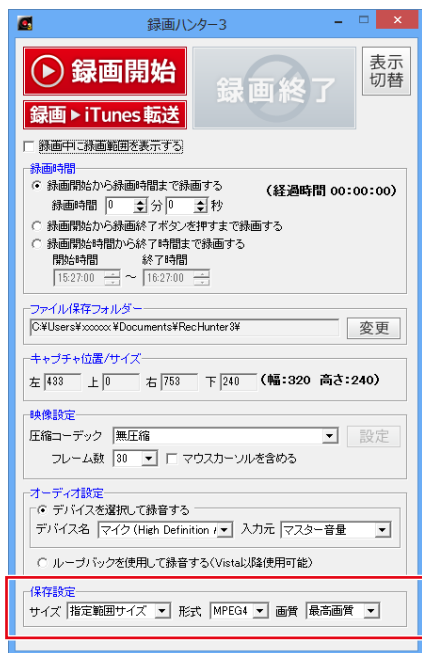 録画ハンター3
録画開始
録画終了
表示
切替
録画▶iTunes転送
録画中に録画範囲を表示する
録画時間
録画開始から録画時間まで録画する (経過時間 00:00:00)
録画時間 0 分 0 秒
録画開始から録画終了ボタンを押すまで録画する
録画開始時間から終了時間まで録画する
開始時間 終了時間
15:27:00 ～ 16:27:00
ファイル保存フォルダー
C:¥Users¥xxxxxx¥Documents¥RecHunter3¥ 変更
キャプチャ位置/サイズ
左 433 上 0 右 753 下 240 (幅:320 高さ:240)
映像設定
圧縮コーデック 無圧縮 設定
フレーム数 30 マウスカーソルを含める
オーディオ設定
デバイスを選択して録音する
デバイス名 マイク (High Definition 入力元 マスター音量
ループバックを使用して録音する(Vista以降使用可能)
保存設定
サイズ 指定範囲サイズ 形式 MPEG4 画質 最高画質